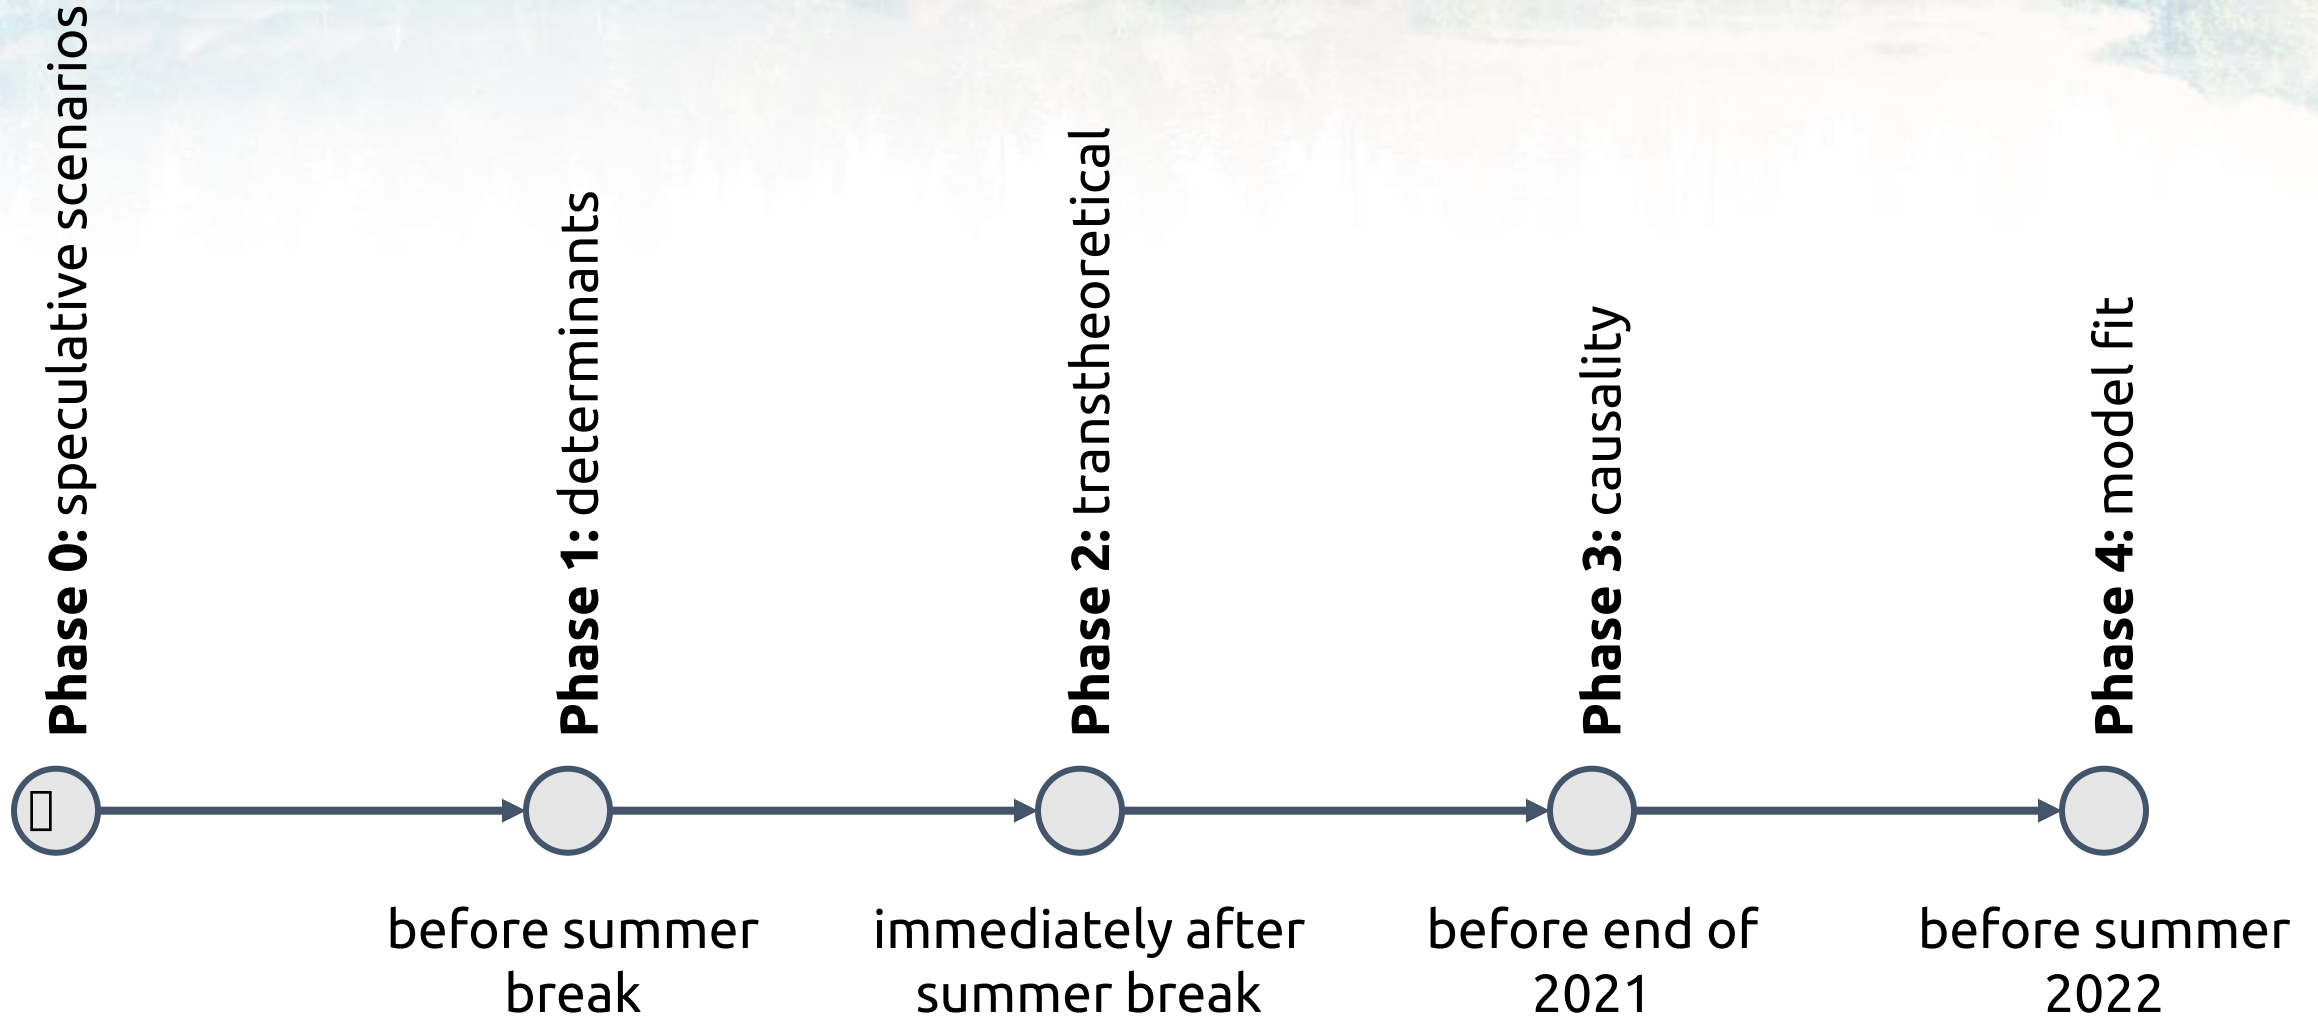 Phase 0: speculative scenarios
Phase 1: determinants
Phase 2: transtheoretical
Phase 3: causality
Phase 4: model fit
before summer
break
immediately after
summer break
before end of
2021
before summer
2022